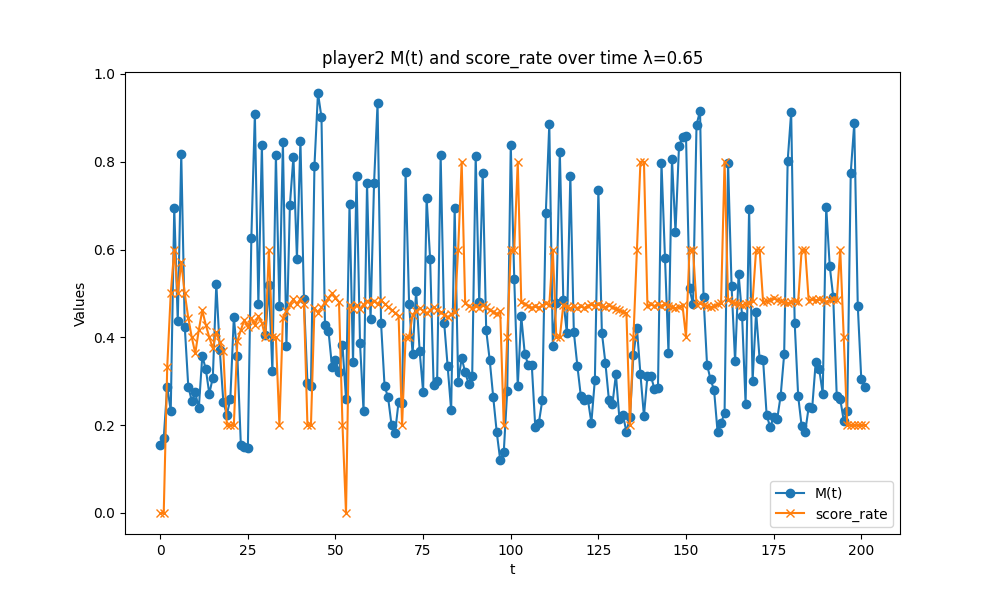 player2 M(t) and score_rate over time λ=0.65
Values
1.0
0.8
0.6
0.4
0.2
0.0
0 25 50 75 100 125 150 175 200
t
M(t)
score_rate